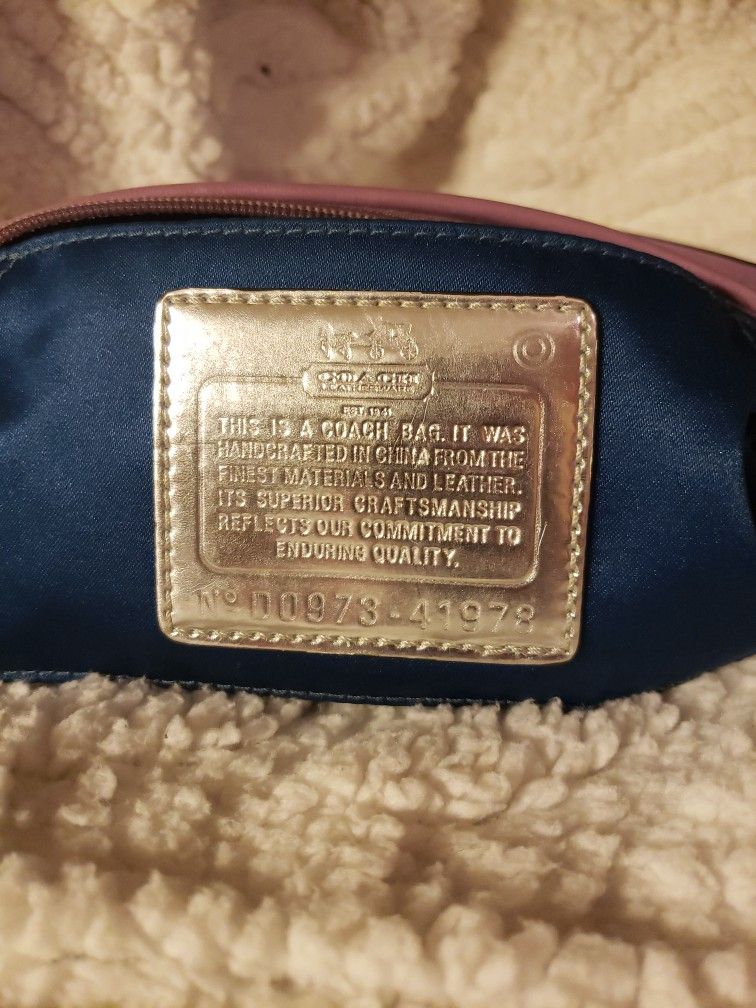 ©
COACH
LEATHERWARE
EST. 1941
THIS IS A COACH BAG. IT WAS
HANDCRAFTED IN CHINA FROM THE
FINEST MATERIALS AND LEATHER.
ITS SUPERIOR CRAFTSMANSHIP
REFLECTS OUR COMMITMENT TO
ENDURING QUALITY.
Nº D0973-41978